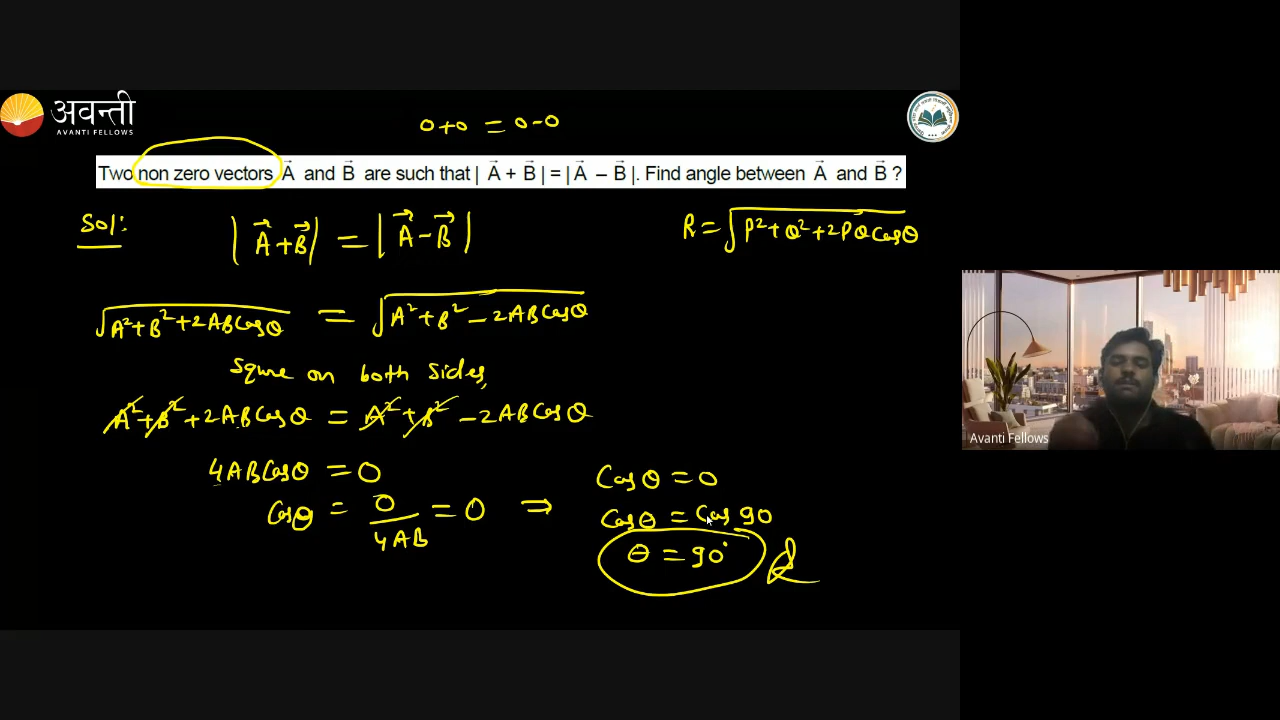 अवन्ती
AVANTI FELLOWS
0+0 = 0-0
Two non zero vectors A⃗ and B⃗ are such that | A⃗ + B⃗ | = | A⃗ − B⃗ |. Find angle between A⃗ and B⃗ ?
Sol:
|A⃗+B⃗| = |A⃗-B⃗|
R = √P²+Q²+2PQCosθ
√A²+B²+2ABCosθ = √A²+B²-2ABCosθ
Squre on both sides,
A²+B²+2ABCosθ = A²+B²-2ABCosθ
4ABCosθ = 0
Cosθ = 0/4AB = 0 ⇒
Cosθ = 0
Cosθ = Cos 90
θ = 90°
Avanti Fellows